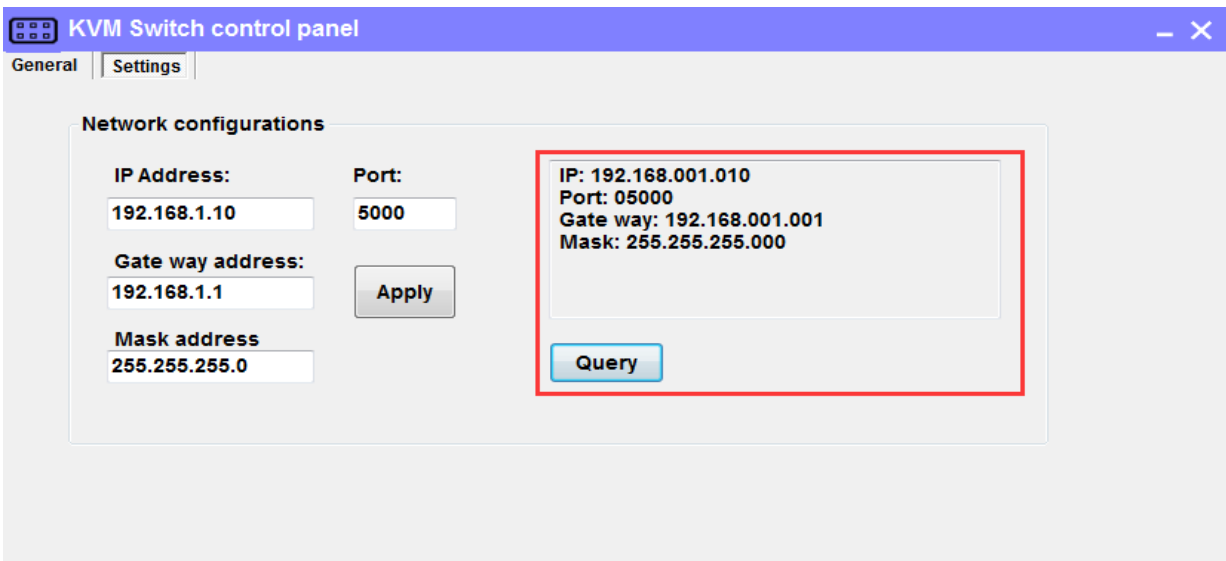 KVM Switch control panel
General Settings
Network configurations
IP Address:
192.168.1.10
Port:
5000
Gate way address:
192.168.1.1
Apply
Mask address
255.255.255.0
IP: 192.168.001.010
Port: 05000
Gate way: 192.168.001.001
Mask: 255.255.255.000
Query